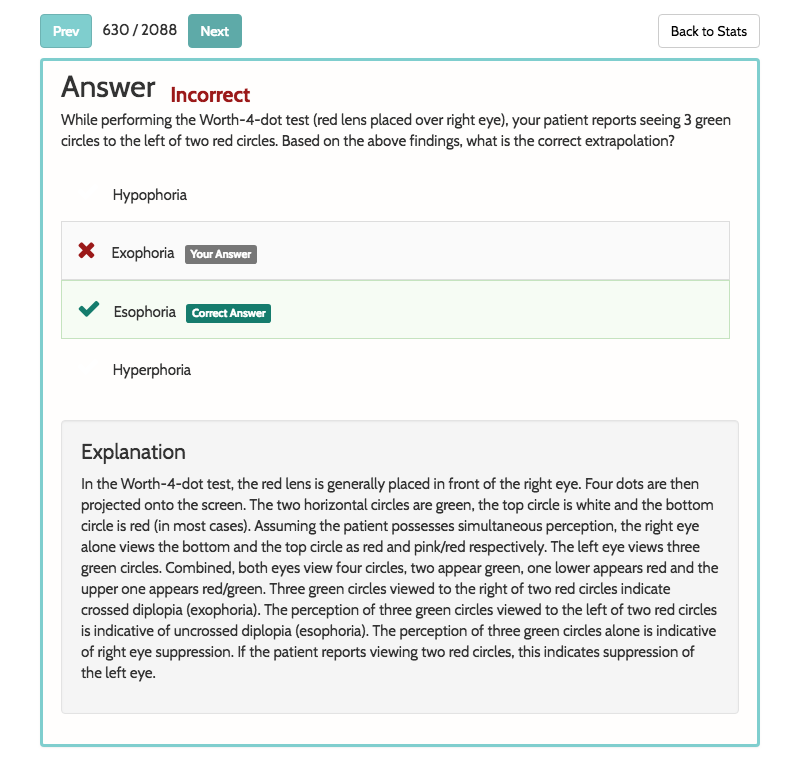 Prev 630 / 2088 Next Back to Stats
Answer Incorrect
While performing the Worth-4-dot test (red lens placed over right eye), your patient reports seeing 3 green
circles to the left of two red circles. Based on the above findings, what is the correct extrapolation?
Hypophoria
Exophoria Your Answer
Esophoria Correct Answer
Hyperphoria
Explanation
In the Worth-4-dot test, the red lens is generally placed in front of the right eye. Four dots are then
projected onto the screen. The two horizontal circles are green, the top circle is white and the bottom
circle is red (in most cases). Assuming the patient possesses simultaneous perception, the right eye
alone views the bottom and the top circle as red and pink/red respectively. The left eye views three
green circles. Combined, both eyes view four circles, two appear green, one lower appears red and the
upper one appears red/green. Three green circles viewed to the right of two red circles indicate
crossed diplopia (exophoria). The perception of three green circles viewed to the left of two red circles
is indicative of uncrossed diplopia (esophoria). The perception of three green circles alone is indicative
of right eye suppression. If the patient reports viewing two red circles, this indicates suppression of
the left eye.